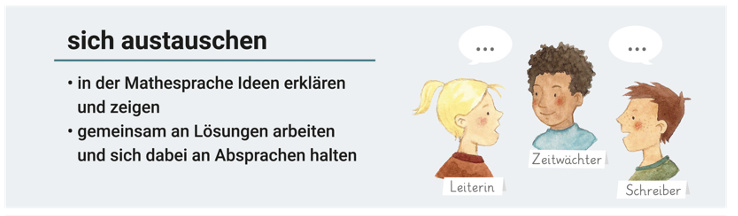 sich austauschen
• in der Mathesprache Ideen erklären
und zeigen
• gemeinsam an Lösungen arbeiten
und sich dabei an Absprachen halten
...
...
Leiterin
Zeitwächter
Schreiber